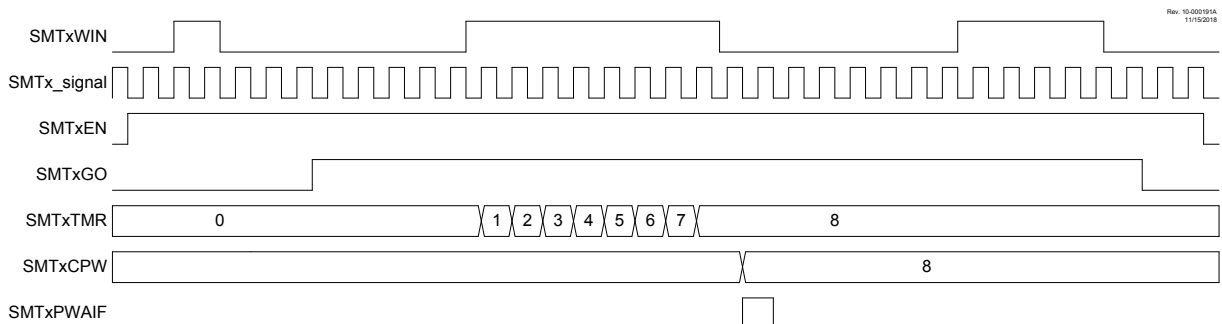 Rev. 10-000191A
11/15/2018
SMTxWIN
SMTx_signal
SMTxEN
SMTxGO
SMTxTMR 0 1 2 3 4 5 6 7 8
SMTxCPW 8
SMTxPWAIF